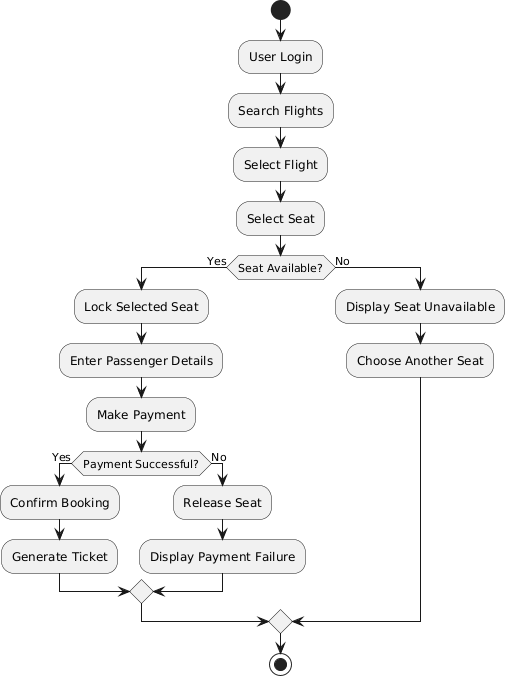 User Login
Search Flights
Select Flight
Select Seat
Yes
Seat Available?
No
Lock Selected Seat
Display Seat Unavailable
Enter Passenger Details
Choose Another Seat
Make Payment
Yes
Payment Successful?
No
Confirm Booking
Release Seat
Generate Ticket
Display Payment Failure